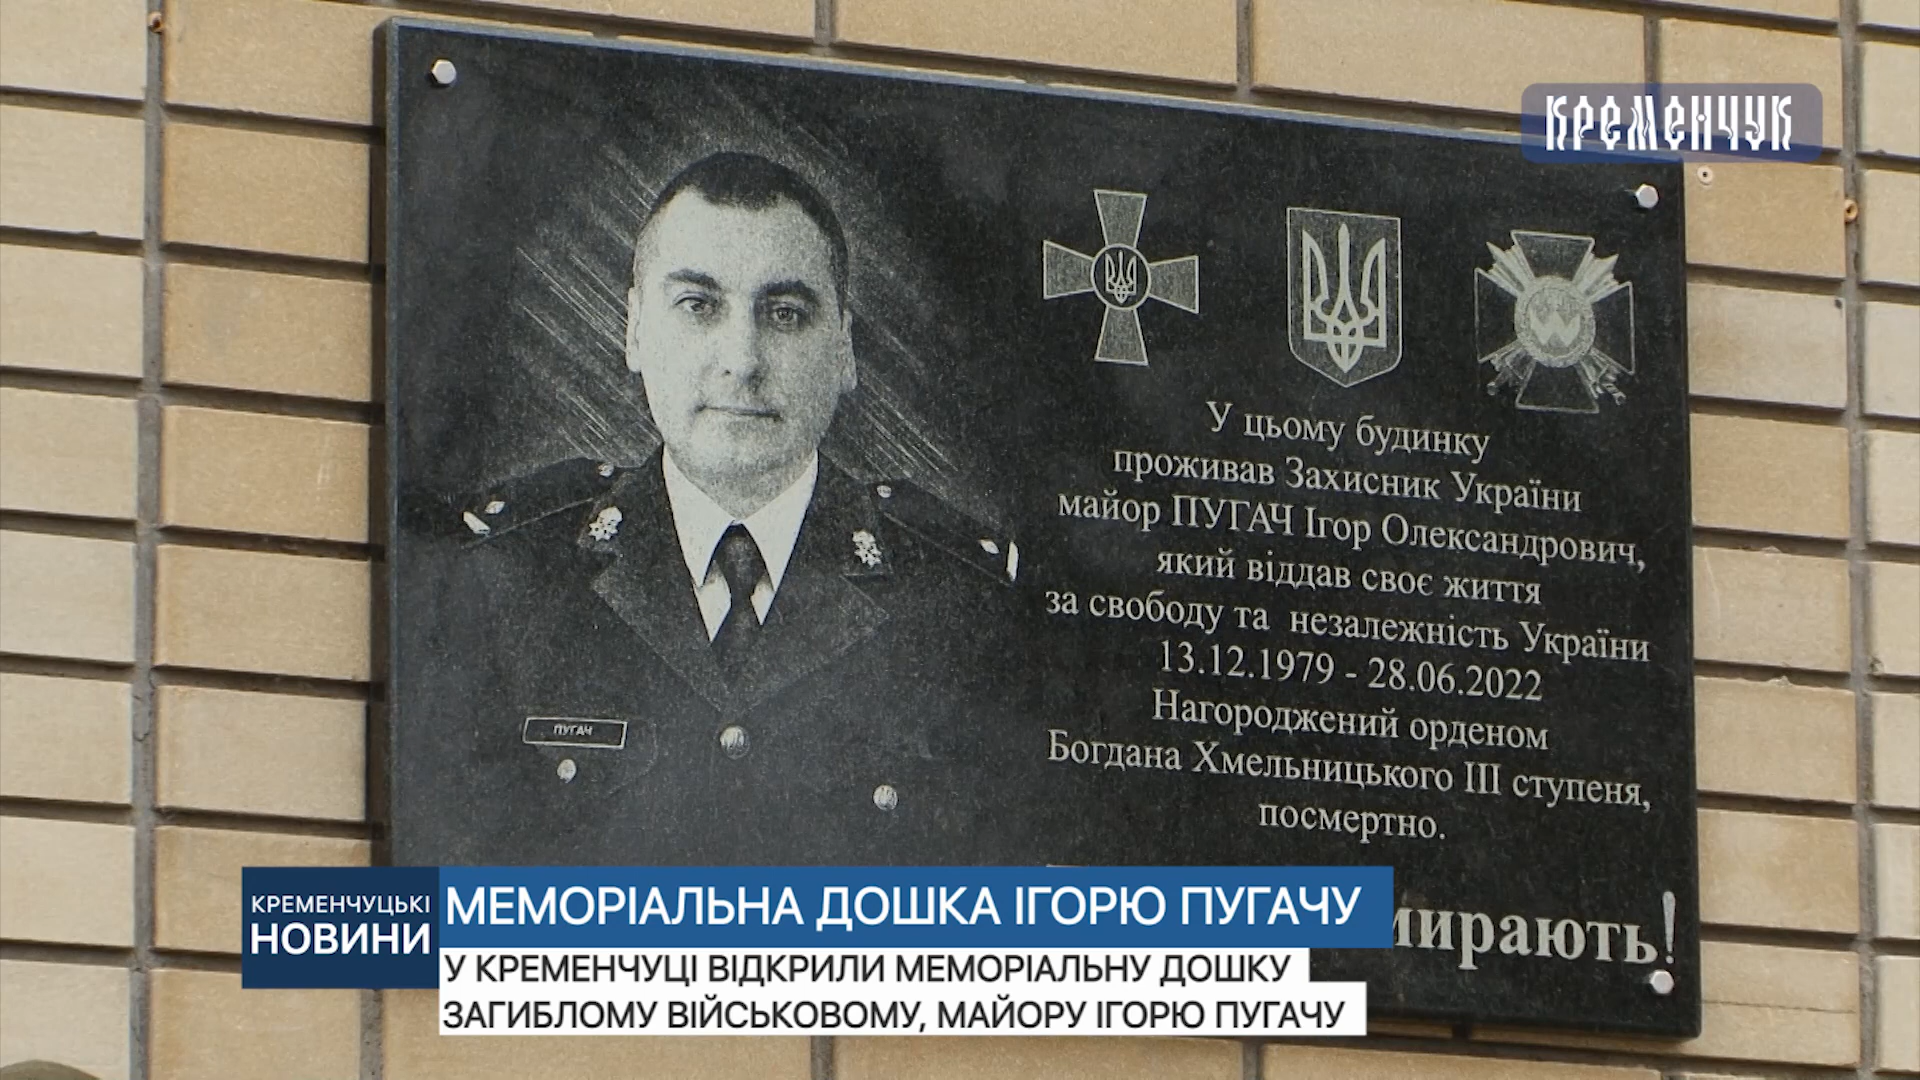 КРЕМЕНЧУК
У цьому будинку
проживав Захисник України
майор ПУГАЧ Ігор Олександрович,
який віддав своє життя
за свободу та незалежність України
13.12.1979 - 28.06.2022
Нагороджений орденом
Богдана Хмельницького ІІІ ступеня,
посмертно.
ПУГАЧ
мирають!
КРЕМЕНЧУЦЬКІ
НОВИНИ
МЕМОРІАЛЬНА ДОШКА ІГОРЮ ПУГАЧУ
У КРЕМЕНЧУЦІ ВІДКРИЛИ МЕМОРІАЛЬНУ ДОШКУ
ЗАГИБЛОМУ ВІЙСЬКОВОМУ, МАЙОРУ ІГОРЮ ПУГАЧУ